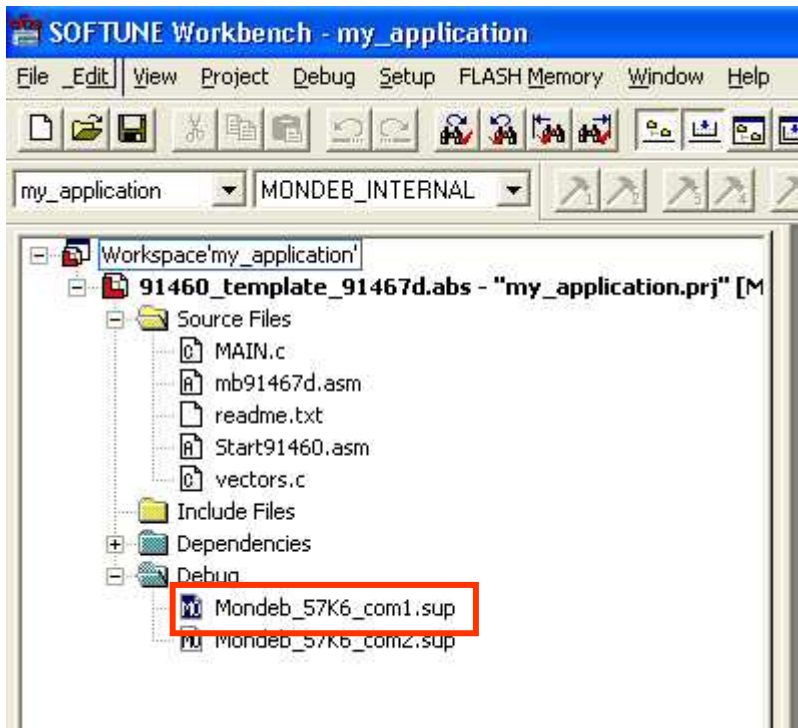 SOFTUNE Workbench - my_application
File Edit View Project Debug Setup FLASH Memory Window Help
my_application MONDEB_INTERNAL
Workspace'my_application'
91460_template_91467d.abs - "my_application.prj" [M
Source Files
MAIN.c
mb91467d.asm
readme.txt
Start91460.asm
vectors.c
Include Files
Dependencies
Debug
Mondeb_57K6_com1.sup
Mondeb_57K6_com2.sup